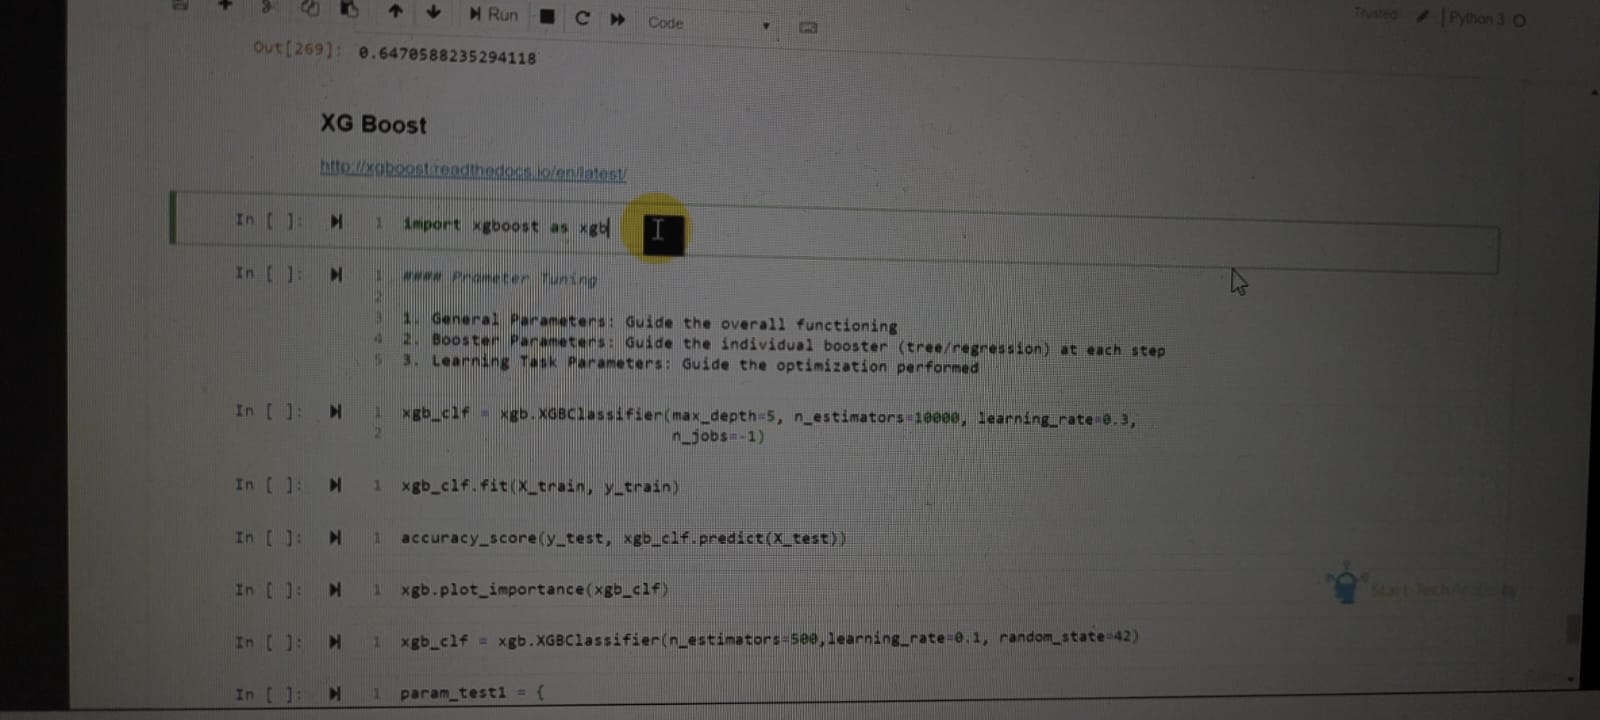 Run
Code
Trusted
Python 3
Out[269]: 0.6470588235294118
XG Boost
http://xgboost.readthedocs.io/en/latest/
In [ ]: 1 import xgboost as xgb
In [ ]: 1 #### Prameter Tuning
2
3 1. General Parameters: Guide the overall functioning
4 2. Booster Parameters: Guide the individual booster (tree/regression) at each step
5 3. Learning Task Parameters: Guide the optimization performed
In [ ]: 1 xgb_clf = xgb.XGBClassifier(max_depth=5, n_estimators=10000, learning_rate=0.3,
2 n_jobs=-1)
In [ ]: 1 xgb_clf.fit(X_train, y_train)
In [ ]: 1 accuracy_score(y_test, xgb_clf.predict(X_test))
In [ ]: 1 xgb.plot_importance(xgb_clf)
Start-Tech Academy
In [ ]: 1 xgb_clf = xgb.XGBClassifier(n_estimators=500,learning_rate=0.1, random_state=42)
In [ ]: 1 param_test1 = {